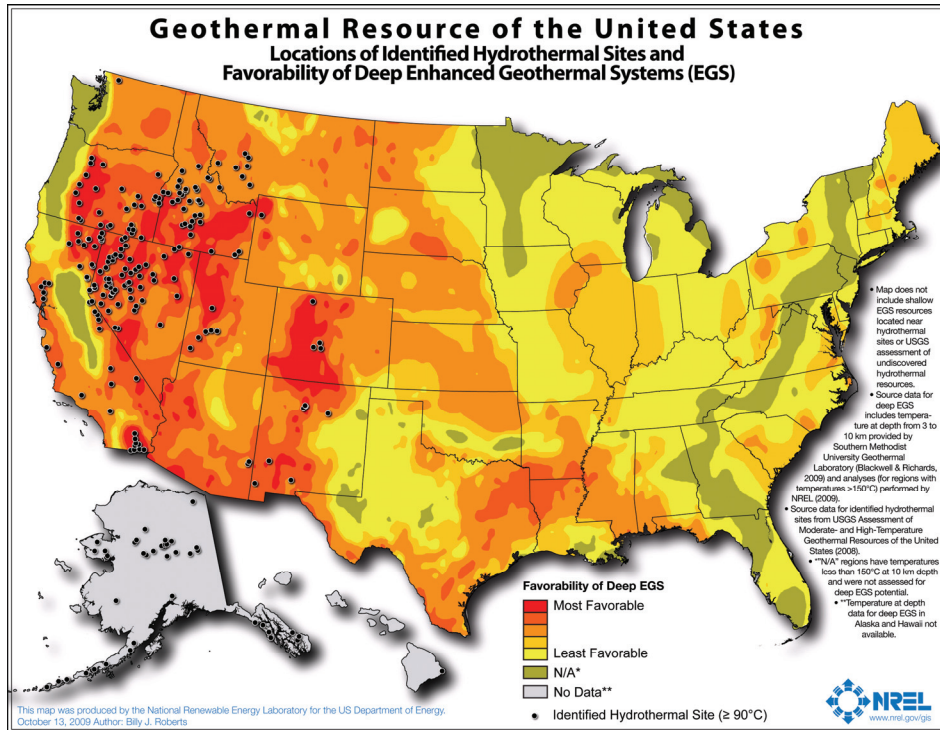 Geothermal Resource of the United States
Locations of Identified Hydrothermal Sites and
Favorability of Deep Enhanced Geothermal Systems (EGS)
• Map does not
include shallow
EGS resources
located near
hydrothermal
sites or USGS
assessment of
undiscovered
hydrothermal
resources.
• Source data for
deep EGS
includes tempera-
ture at depth from 3 to
10 km provided by
Southern Methodist
University Geothermal
Laboratory (Blackwell & Richards,
2009) and analyses (for regions with
temperatures >150°C) performed by
NREL (2009).
• Source data for identified hydrothermal
sites from USGS Assessment of
Moderate- and High-Temperature
Geothermal Resources of the United
States (2008).
• *"N/A" regions have temperatures
less than 150°C at 10 km depth
and were not assessed for
deep EGS potential.
• **Temperature at depth
data for deep EGS in
Alaska and Hawaii not
available.
Favorability of Deep EGS
Most Favorable
Least Favorable
N/A*
No Data**
Identified Hydrothermal Site (≥ 90°C)
This map was produced by the National Renewable Energy Laboratory for the US Department of Energy.
October 13, 2009 Author: Billy J. Roberts
NREL
www.nrel.gov/gis